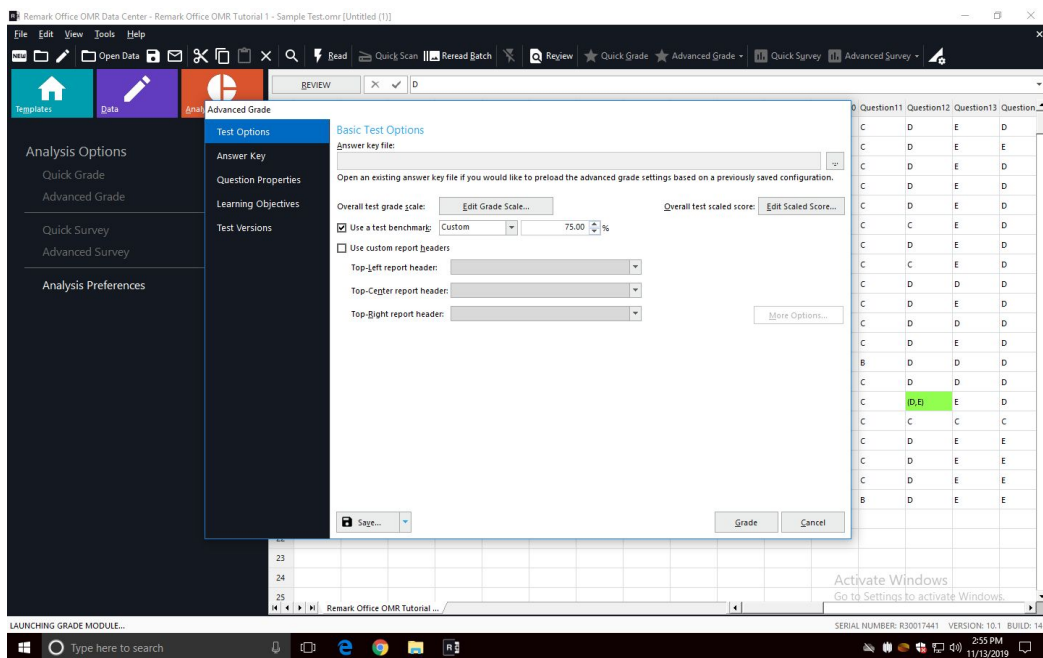 Remark Office OMR Data Center - Remark Office OMR Tutorial 1 - Sample Test.omr [Untitled (1)]
File Edit View Tools Help
NEW Open Data Read Quick Scan Reread Batch Review Quick Grade Advanced Grade Quick Survey Advanced Survey
Templates Data
REVIEW D
Question11 Question12 Question13
Analysis Options
Quick Grade
Advanced Grade
Quick Survey
Advanced Survey
Analysis Preferences
Advanced Grade
Test Options
Answer Key
Question Properties
Learning Objectives
Test Versions
Basic Test Options
Answer key file:
Open an existing answer key file if you would like to preload the advanced grade settings based on a previously saved configuration.
Overall test grade scale: Edit Grade Scale... Overall test scaled score: Edit Scaled Score...
Use a test benchmark: Custom 75.00 %
Use custom report headers
Top-Left report header:
Top-Center report header:
Top-Right report header: More Options...
Save... Grade Cancel
C D E D
C D E E
C D E D
C D E D
C D E D
C C E D
C D E D
C C E D
C D D D
C D E D
C D D D
C D E D
B D D D
C D D D
C (D,E) E D
C C C C
C D E E
C D E E
C D E E
B D E E
23
24
25
Activate Windows
Go to Settings to activate Windows.
Remark Office OMR Tutorial ...
LAUNCHING GRADE MODULE... SERIAL NUMBER: R30017441 VERSION: 10.1 BUILD: 14
Type here to search
2:55 PM
11/13/2019